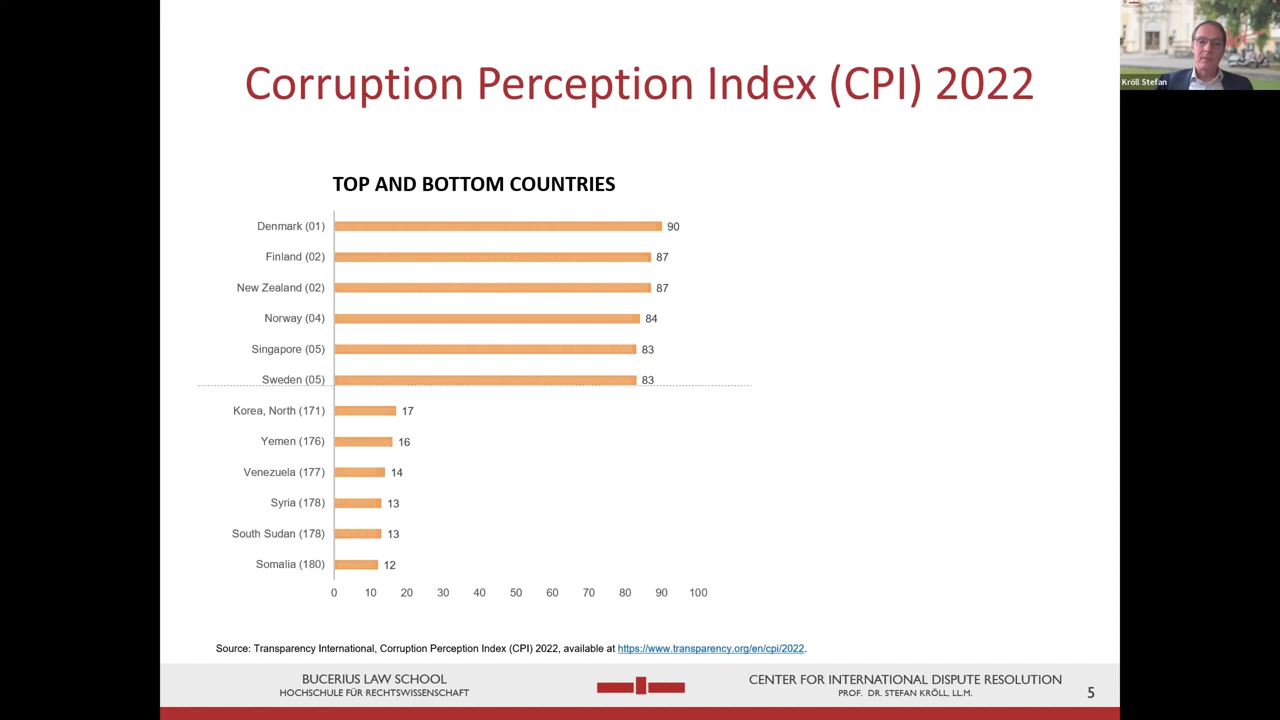 Corruption Perception Index (CPI) 2022
Kröll Stefan
TOP AND BOTTOM COUNTRIES
Denmark (01) 90
Finland (02) 87
New Zealand (02) 87
Norway (04) 84
Singapore (05) 83
Sweden (05) 83
Korea, North (171) 17
Yemen (176) 16
Venezuela (177) 14
Syria (178) 13
South Sudan (178) 13
Somalia (180) 12
0 10 20 30 40 50 60 70 80 90 100
Source: Transparency International, Corruption Perception Index (CPI) 2022, available at https://www.transparency.org/en/cpi/2022.
BUCERIUS LAW SCHOOL
HOCHSCHULE FÜR RECHTSWISSENSCHAFT
CENTER FOR INTERNATIONAL DISPUTE RESOLUTION
PROF. DR. STEFAN KRÖLL, LL.M.
5